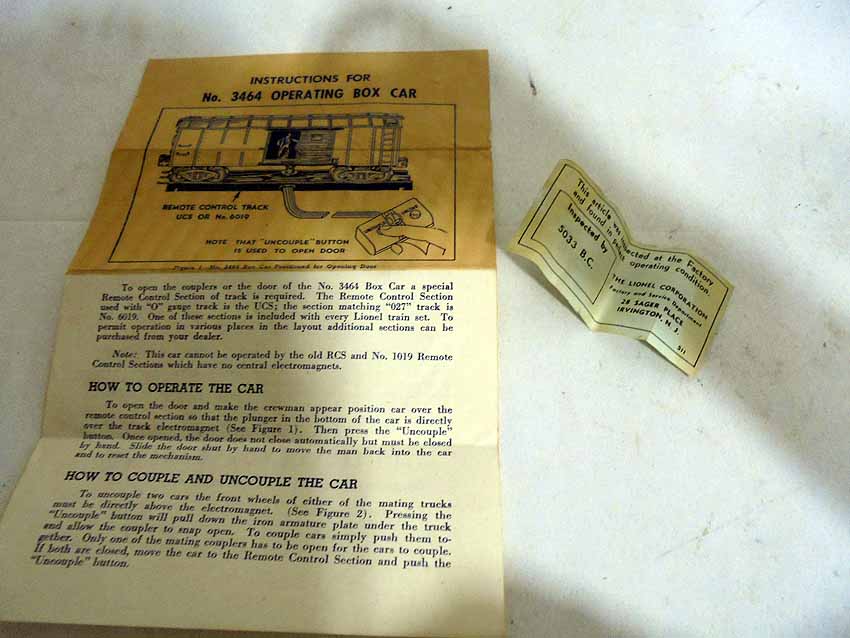 INSTRUCTIONS FOR
No. 3464 OPERATING BOX CAR
REMOTE CONTROL TRACK
UCS OR No. 6019
NOTE THAT "UNCOUPLE" BUTTON
IS USED TO OPEN DOOR
Figure 1—No. 3464 Box Car Positioned for Opening Door
To open the couplers or the door of the No. 3464 Box Car a special
Remote Control Section of track is required. The Remote Control Section
used with "O" gauge track is the UCS; the section matching "027" track is
No. 6019. One of these sections is included with every Lionel train set. To
permit operation in various places in the layout additional sections can be
purchased from your dealer.
Note: This car cannot be operated by the old RCS and No. 1019 Remote
Control Sections which have no central electromagnets.
HOW TO OPERATE THE CAR
To open the door and make the crewman appear position car over the
remote control section so that the plunger in the bottom of the car is directly
over the track electromagnet (See Figure 1). Then press the "Uncouple"
button. Once opened, the door does not close automatically but must be closed
by hand. Slide the door shut by hand to move the man back into the car
and to reset the mechanism.
HOW TO COUPLE AND UNCOUPLE THE CAR
To uncouple two cars the front wheels of either of the mating trucks
must be directly above the electromagnet. (See Figure 2). Pressing the
"Uncouple" button will pull down the iron armature plate under the truck
and allow the coupler to snap open. To couple cars simply push them to-
gether. Only one of the mating couplers has to be open for the cars to couple.
If both are closed, move the car to the Remote Control Section and push the
"Uncouple" button.
This article was inspected at the Factory
and found in perfect operating condition.
Inspected by
5033 B.C.
THE LIONEL CORPORATION
Factory and Service Department
28 SAGER PLACE
IRVINGTON, N. J.
511